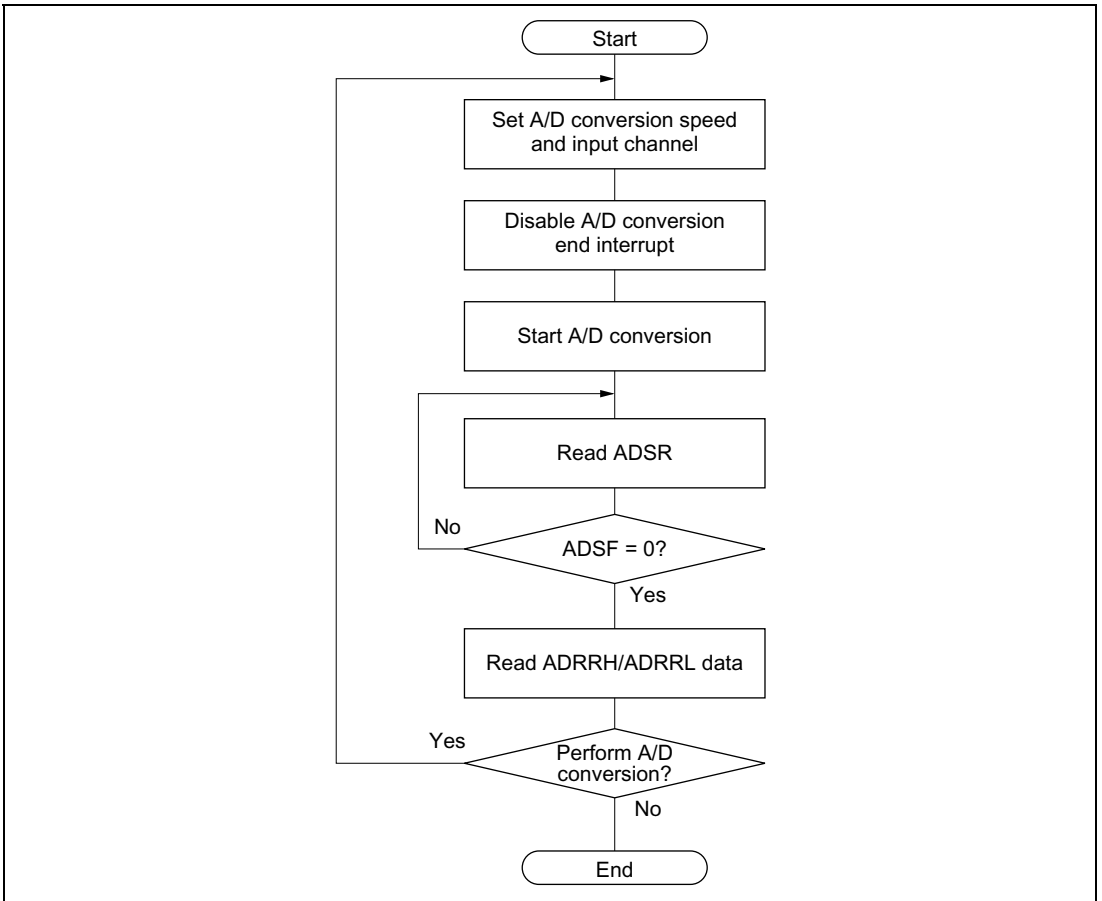 Start
Set A/D conversion speed
and input channel
Disable A/D conversion
end interrupt
Start A/D conversion
Read ADSR
No
ADSF = 0?
Yes
Read ADRRH/ADRRL data
Yes
Perform A/D
conversion?
No
End